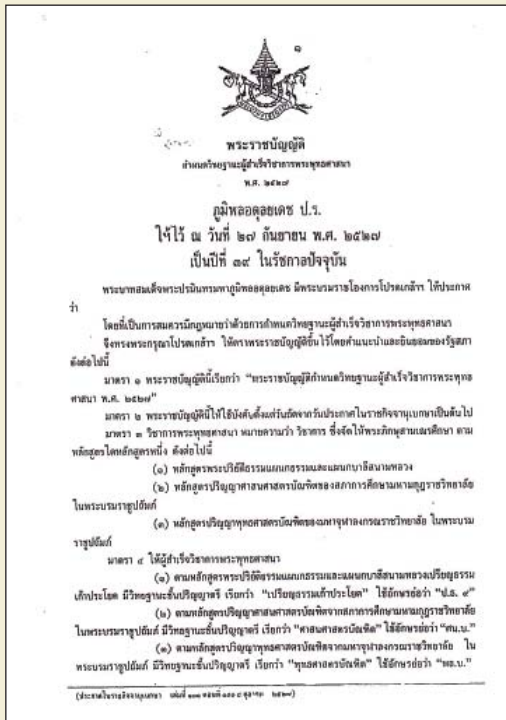 ๑
พระราชบัญญัติ
กำหนดวิทยฐานะผู้สำเร็จวิชาการพระพุทธศาสนา
พ.ศ. ๒๕๒๗
ภูมิพลอดุลยเดช ป.ร.
ให้ไว้ ณ วันที่ ๒๗ กันยายน พ.ศ. ๒๕๒๗
เป็นปีที่ ๓๙ ในรัชกาลปัจจุบัน
พระบาทสมเด็จพระปรมินทรมหาภูมิพลอดุลยเดช มีพระบรมราชโองการโปรดเกล้าฯ ให้ประกาศ
ว่า
โดยที่เป็นการสมควรมีกฎหมายว่าด้วยการกำหนดวิทยฐานะผู้สำเร็จวิชาการพระพุทธศาสนา
จึงทรงพระกรุณาโปรดเกล้าฯ ให้ตราพระราชบัญญัติขึ้นไว้โดยคำแนะนำและยินยอมของรัฐสภา
ดังต่อไปนี้
มาตรา ๑ พระราชบัญญัตินี้เรียกว่า "พระราชบัญญัติกำหนดวิทยฐานะผู้สำเร็จวิชาการพระพุทธ
ศาสนา พ.ศ. ๒๕๒๗"
มาตรา ๒ พระราชบัญญัตินี้ให้ใช้บังคับตั้งแต่วันถัดจากวันประกาศในราชกิจจานุเบกษาเป็นต้นไป
มาตรา ๓ วิชาการพระพุทธศาสนา หมายความว่า วิชาการ ซึ่งจัดให้พระภิกษุสามเณรศึกษา ตาม
หลักสูตรใดหลักสูตรหนึ่ง ดังต่อไปนี้
(๑) หลักสูตรพระปริยัติธรรมแผนกธรรมและแผนกบาลีสนามหลวง
(๒) หลักสูตรปริญญาศาสนศาสตรบัณฑิตของสภาการศึกษามหามกุฏราชวิทยาลัย
ในพระบรมราชูปถัมภ์
(๓) หลักสูตรปริญญาพุทธศาสตรบัณฑิตของมหาจุฬาลงกรณราชวิทยาลัย ในพระบรม
ราชูปถัมภ์
มาตรา ๔ ให้ผู้สำเร็จวิชาการพระพุทธศาสนา
(๑) ตามหลักสูตรพระปริยัติธรรมแผนกธรรมและแผนกบาลีสนามหลวงเปรียญธรรม
เก้าประโยค มีวิทยฐานะชั้นปริญญาตรี เรียกว่า "เปรียญธรรมเก้าประโยค" ใช้อักษรย่อว่า "ป.ธ. ๙"
(๒) ตามหลักสูตรปริญญาศาสนศาสตรบัณฑิตจากสภาการศึกษามหามกุฏราชวิทยาลัย
ในพระบรมราชูปถัมภ์ มีวิทยฐานะชั้นปริญญาตรี เรียกว่า "ศาสนศาสตรบัณฑิต" ใช้อักษรย่อว่า "ศน.บ."
(๓) ตามหลักสูตรปริญญาพุทธศาสตรบัณฑิตจากมหาจุฬาลงกรณราชวิทยาลัย ใน
พระบรมราชูปถัมภ์ มีวิทยฐานะชั้นปริญญาตรี เรียกว่า "พุทธศาสตรบัณฑิต" ใช้อักษรย่อว่า "พธ.บ."
(ประกาศในราชกิจจานุเบกษา เล่มที่ ๑๐๑ ตอนที่ ๑๔๐ ตุลาคม ๒๕๒๗)